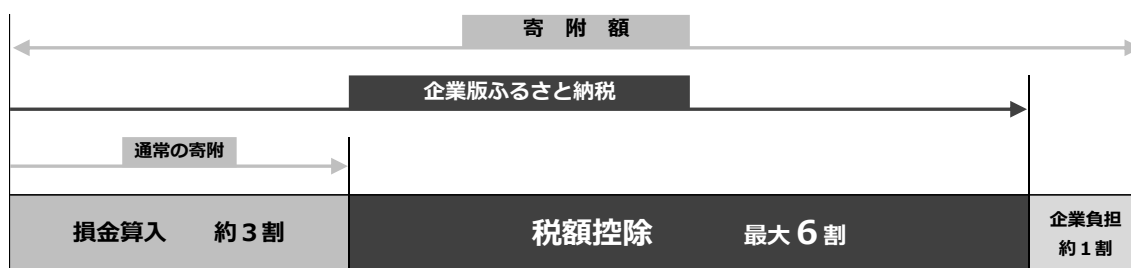 寄 附 額
企業版ふるさと納税
通常の寄附
損金算入 約3割
税額控除 最大6割
企業負担
約1割